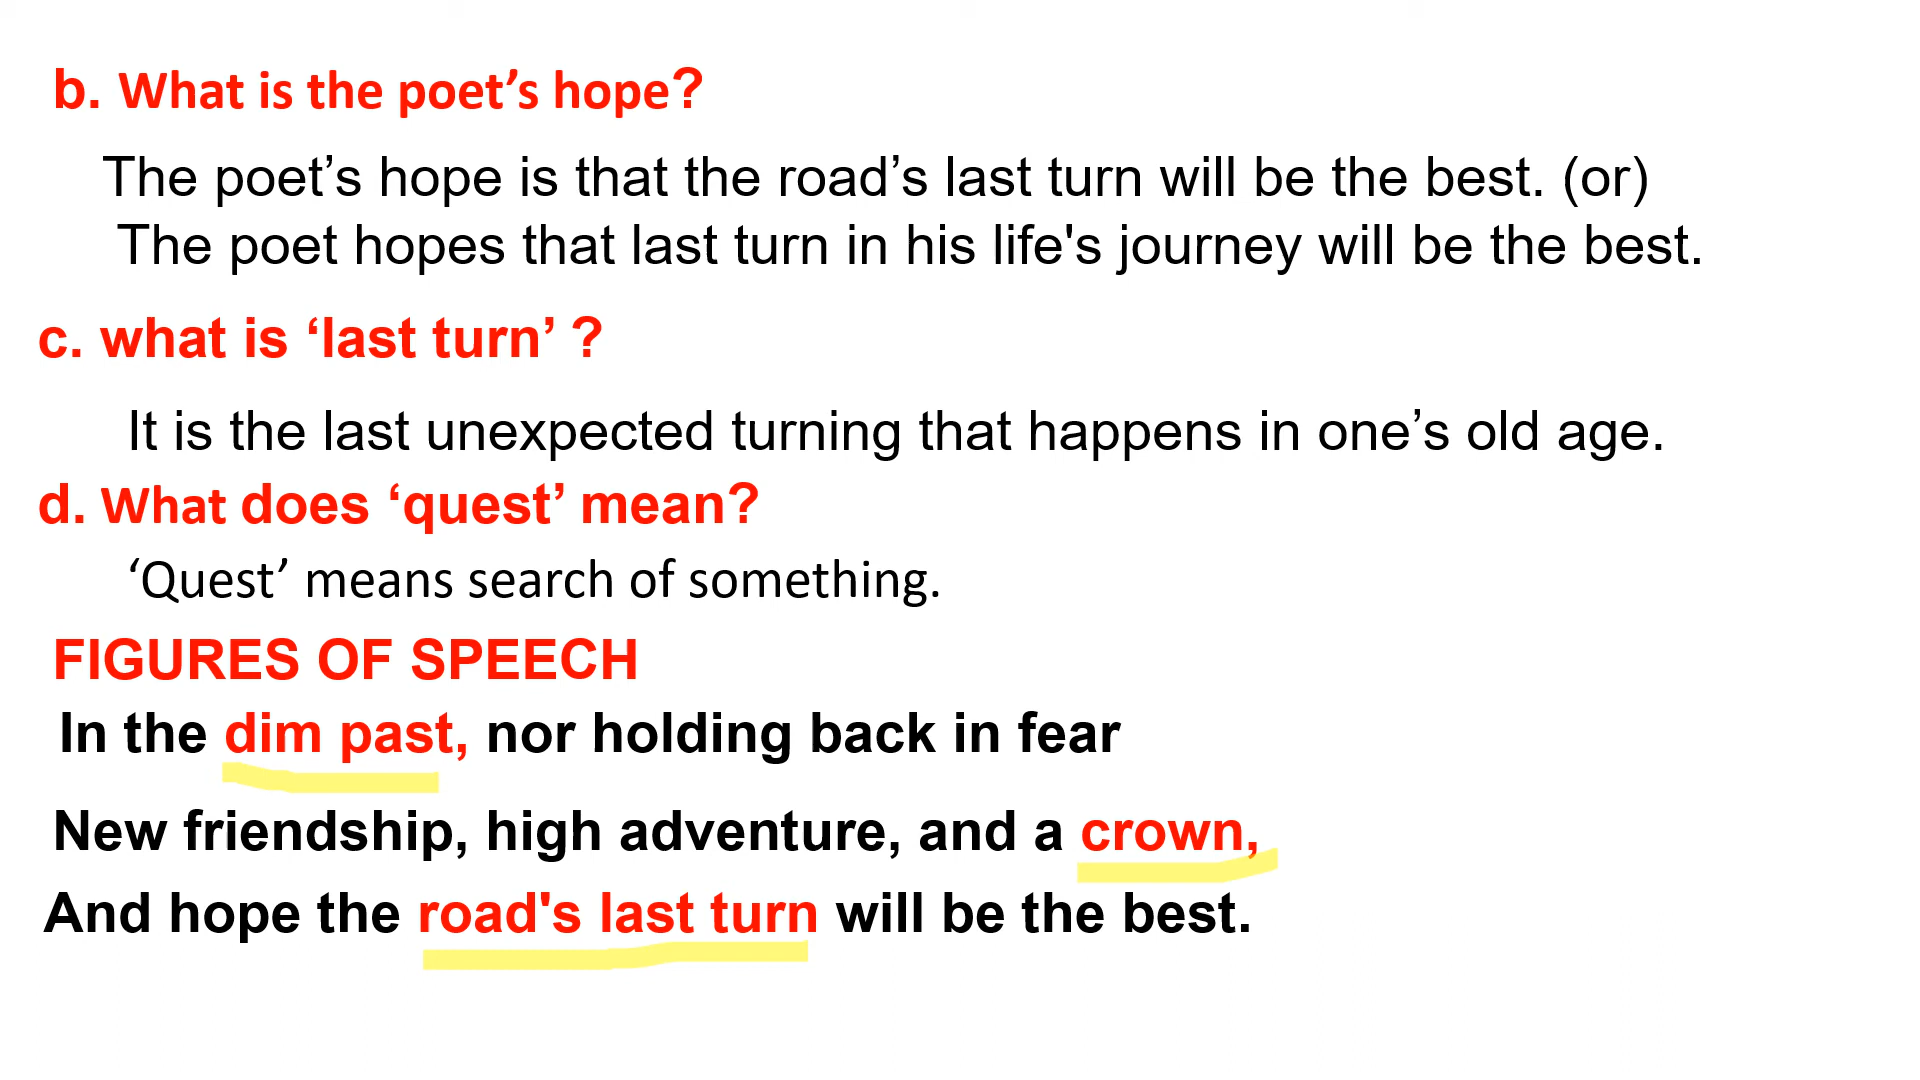 b. What is the poet’s hope?
The poet’s hope is that the road’s last turn will be the best. (or)
The poet hopes that last turn in his life's journey will be the best.
c. what is ‘last turn’ ?
It is the last unexpected turning that happens in one’s old age.
d. What does ‘quest’ mean?
‘Quest’ means search of something.
FIGURES OF SPEECH
In the dim past, nor holding back in fear
New friendship, high adventure, and a crown,
And hope the road's last turn will be the best.